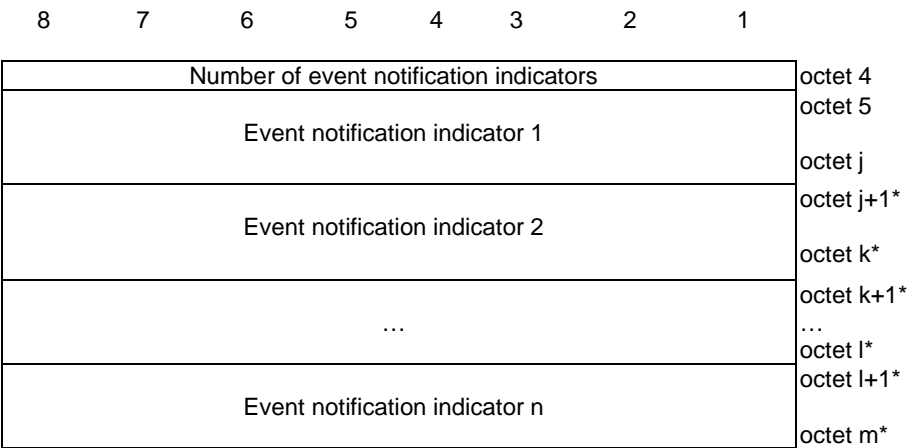 8 7 6 5 4 3 2 1
Number of event notification indicators octet 4
octet 5
Event notification indicator 1
octet j
octet j+1*
Event notification indicator 2
octet k*
octet k+1*
… …
octet l*
octet l+1*
Event notification indicator n
octet m*